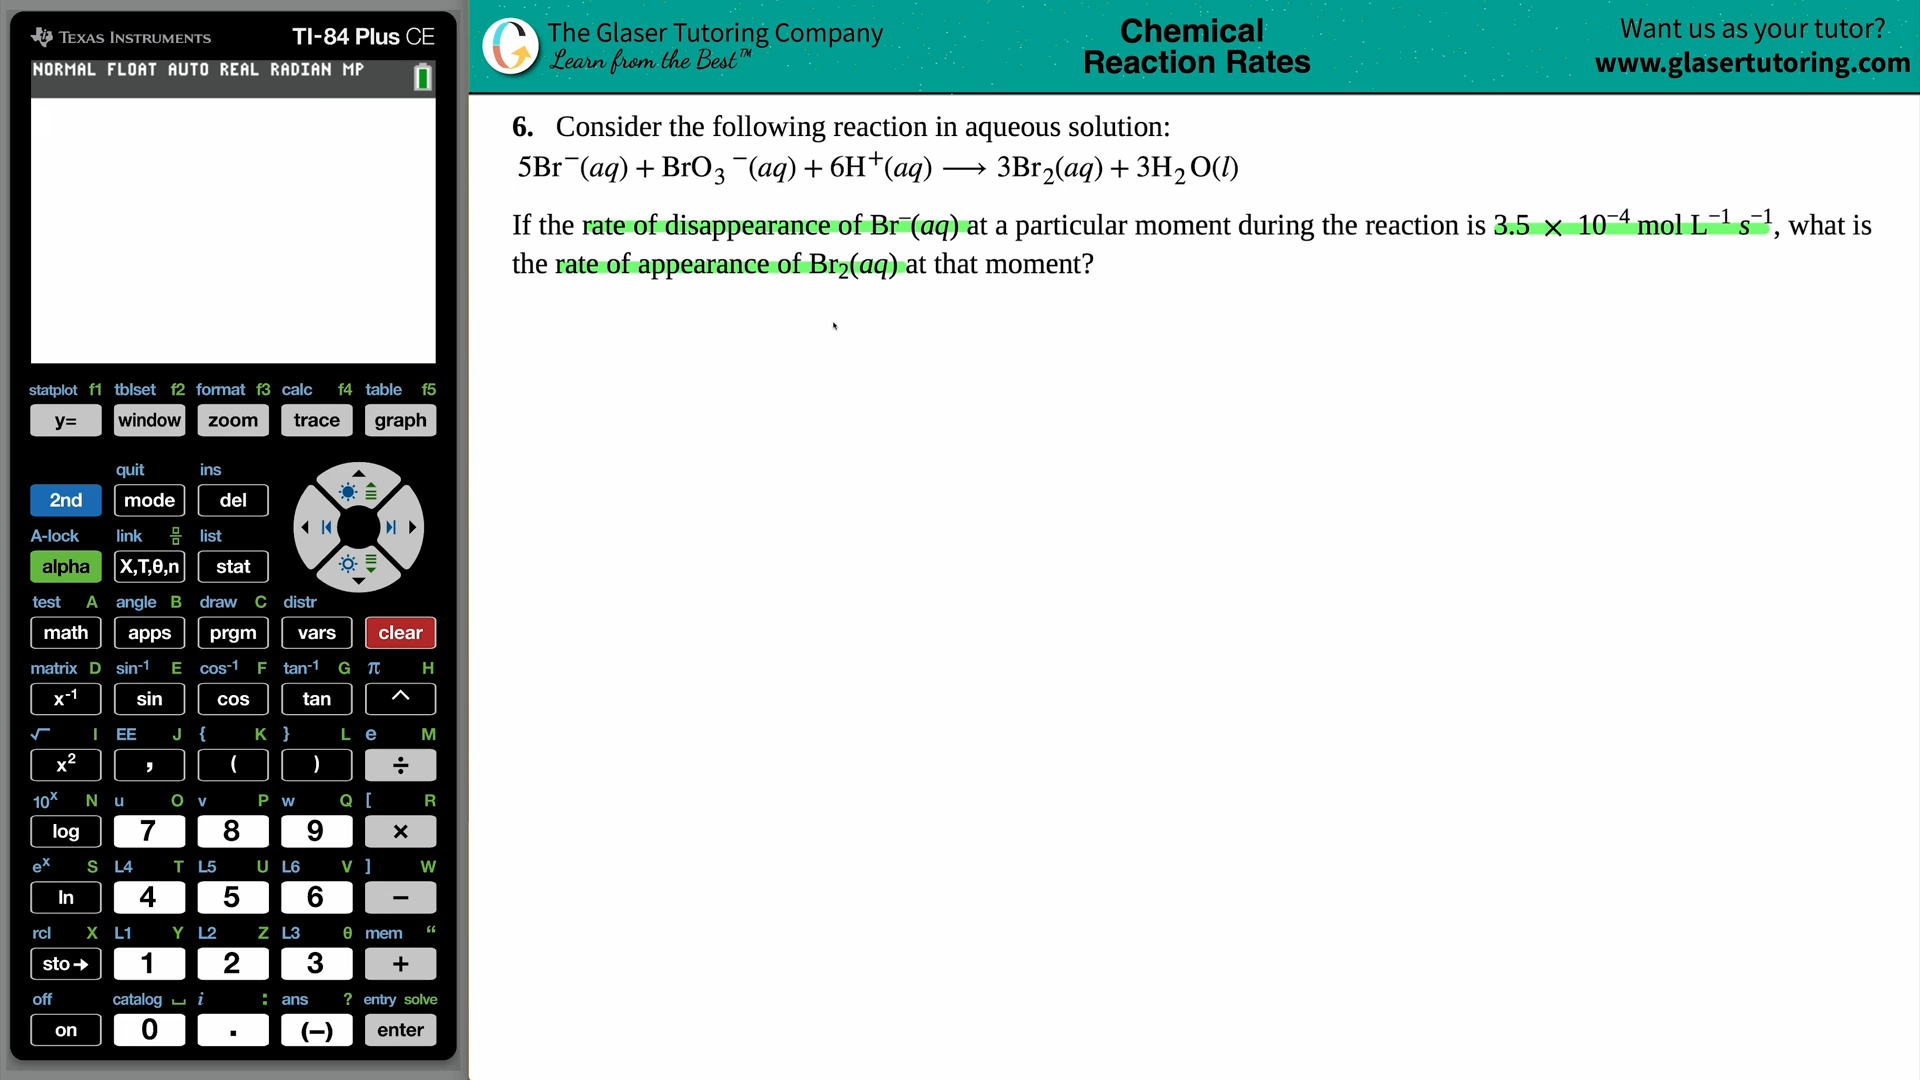 TEXAS INSTRUMENTS TI-84 Plus CE
NORMAL FLOAT AUTO REAL RADIAN MP
statplot f1 tblset f2 format f3 calc f4 table f5
y= window zoom trace graph
quit ins
2nd mode del
A-lock link list
alpha X,T,θ,n stat
test A angle B draw C distr
math apps prgm vars clear
matrix D sin⁻¹ E cos⁻¹ F tan⁻¹ G π H
x⁻¹ sin cos tan ^
√ I EE J { K } L e M
x² , ( ) ÷
10ˣ N u O v P w Q [ R
log 7 8 9 ×
eˣ S L4 T L5 U L6 V ] W
ln 4 5 6 −
rcl X L1 Y L2 Z L3 θ mem “
sto→ 1 2 3 +
off catalog ⎵ i : ans ? entry solve
on 0 . (−) enter
The Glaser Tutoring Company
Learn from the Best™
Chemical
Reaction Rates
Want us as your tutor?
www.glasertutoring.com
6. Consider the following reaction in aqueous solution:
5Br⁻(aq) + BrO₃⁻(aq) + 6H⁺(aq) ⟶ 3Br₂(aq) + 3H₂O(l)
If the rate of disappearance of Br⁻(aq) at a particular moment during the reaction is 3.5 × 10⁻⁴ mol L⁻¹ s⁻¹, what is
the rate of appearance of Br₂(aq) at that moment?